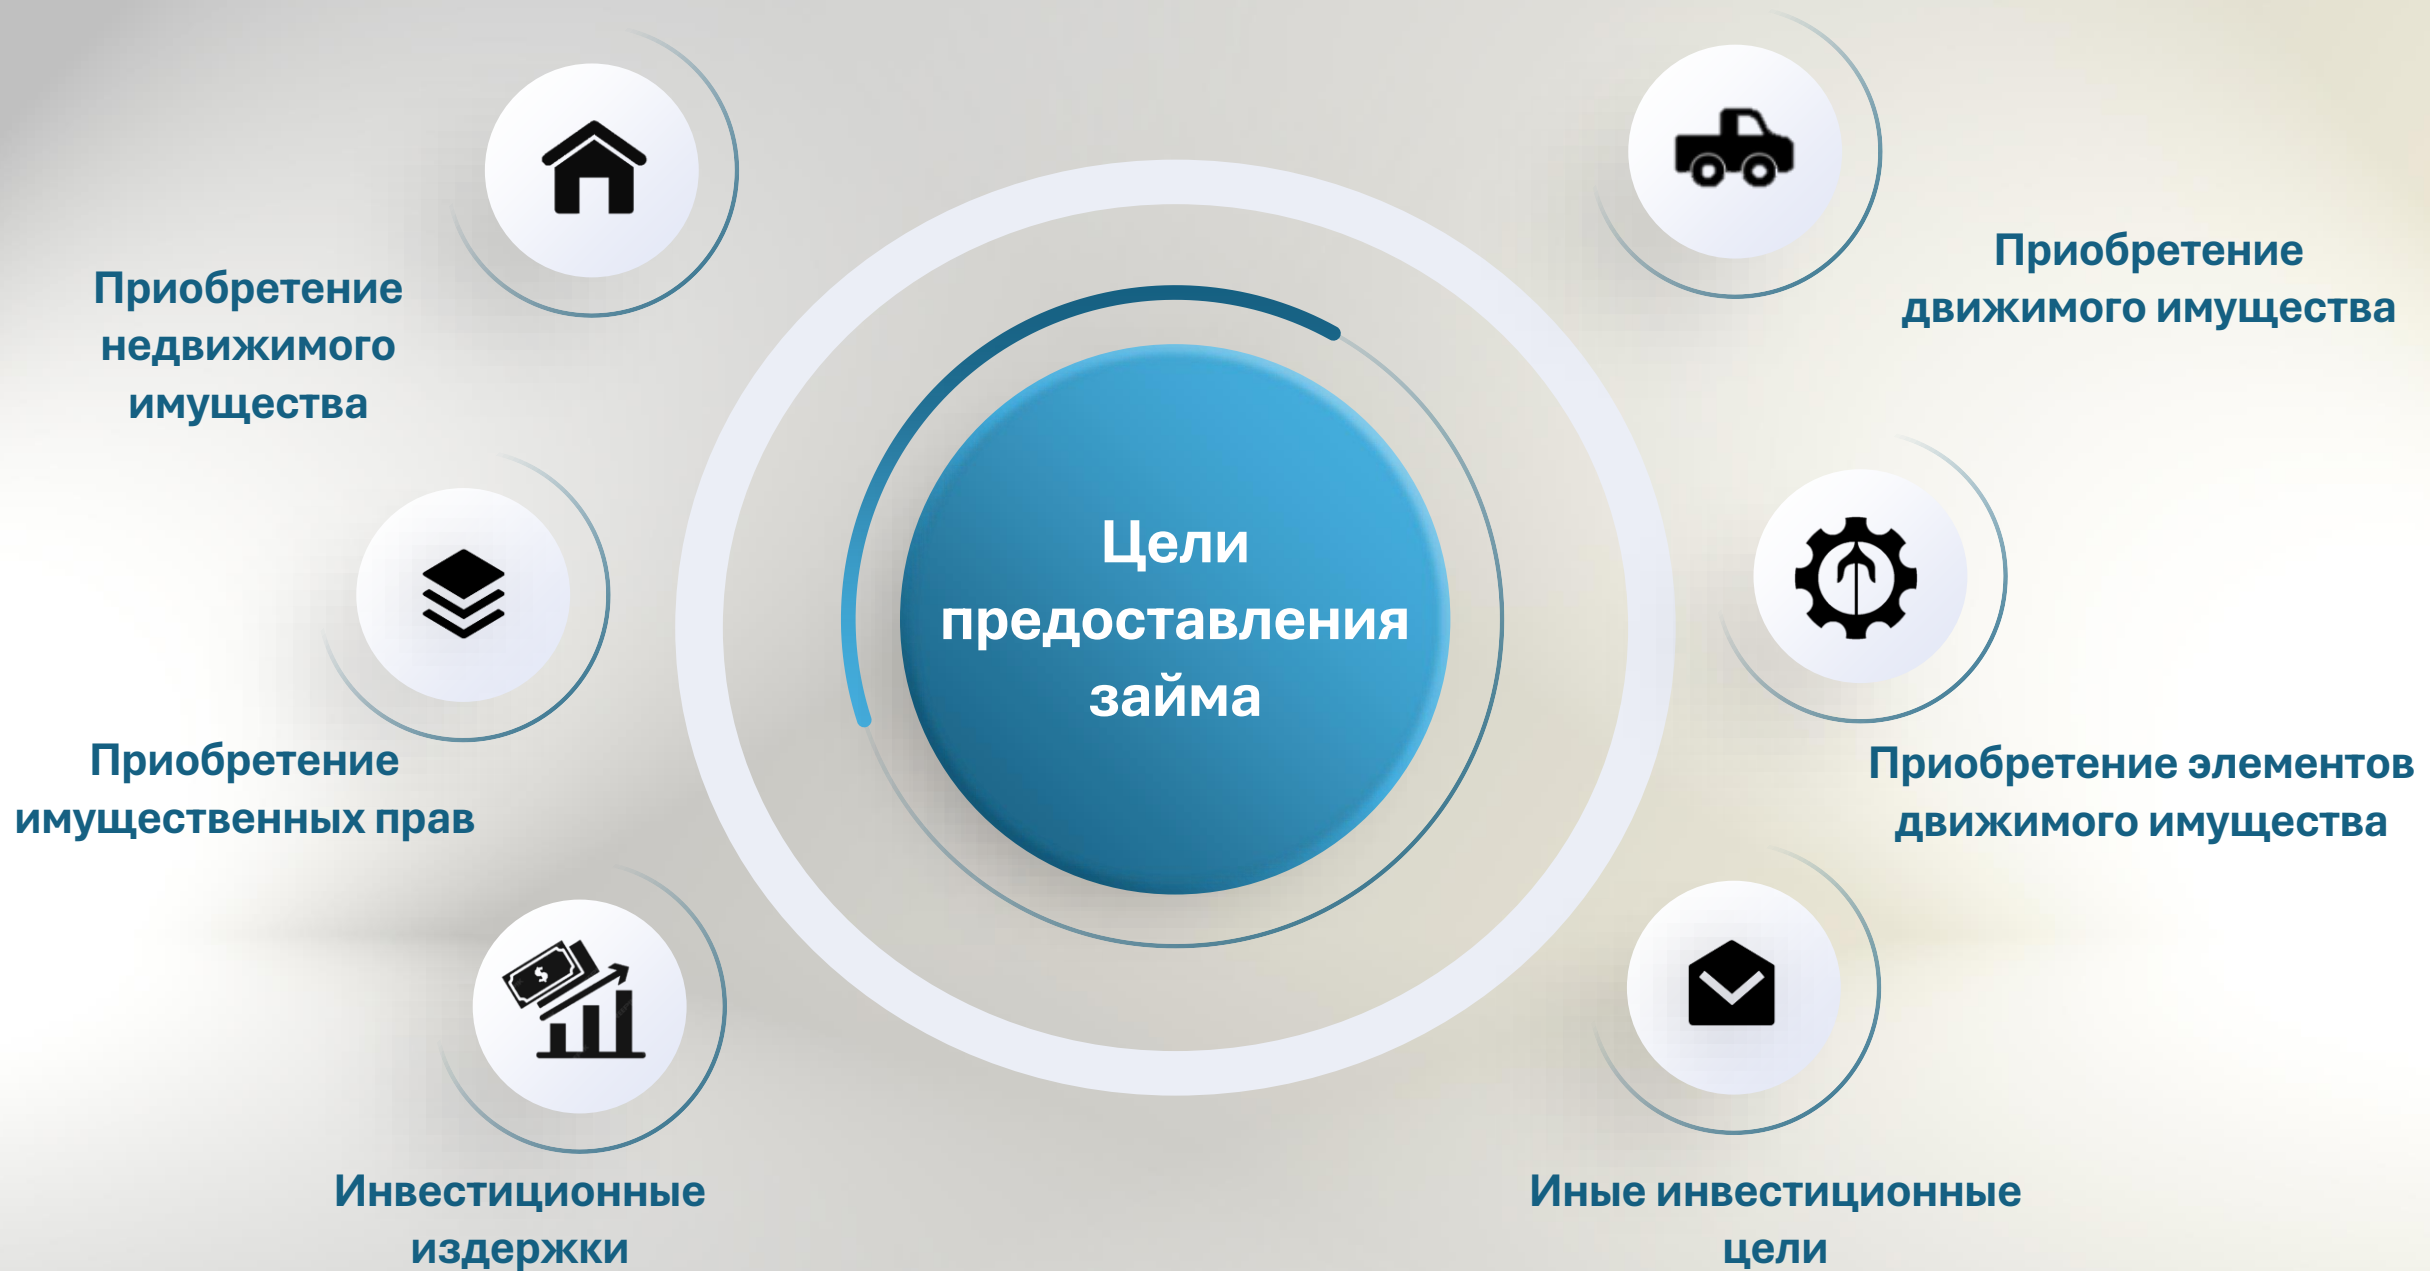 Приобретение
недвижимого
имущества
Приобретение
имущественных прав
Инвестиционные
издержки
Цели
предоставления
займа
Приобретение
движимого имущества
Приобретение элементов
движимого имущества
Иные инвестиционные
цели